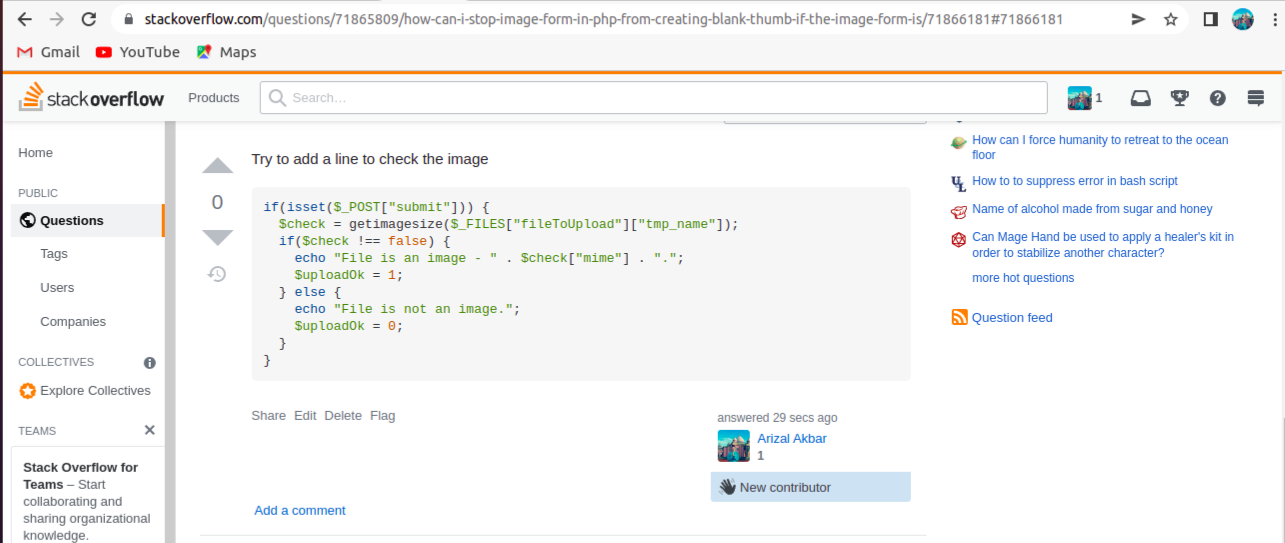 stackoverflow.com/questions/71865809/how-can-i-stop-image-form-in-php-from-creating-blank-thumb-if-the-image-form-is/71866181#71866181
Gmail YouTube Maps
stackoverflow Products Search… 1
Home
PUBLIC
Questions
Tags
Users
Companies
COLLECTIVES
Explore Collectives
TEAMS
Stack Overflow for
Teams – Start
collaborating and
sharing organizational
knowledge.
Try to add a line to check the image
0
if(isset($_POST["submit"])) {
  $check = getimagesize($_FILES["fileToUpload"]["tmp_name"]);
  if($check !== false) {
    echo "File is an image - " . $check["mime"] . ".";
    $uploadOk = 1;
  } else {
    echo "File is not an image.";
    $uploadOk = 0;
  }
}
Share Edit Delete Flag
answered 29 secs ago
Arizal Akbar
1
New contributor
Add a comment
How can I force humanity to retreat to the ocean
floor
UL
How to to suppress error in bash script
Name of alcohol made from sugar and honey
Can Mage Hand be used to apply a healer's kit in
order to stabilize another character?
more hot questions
Question feed